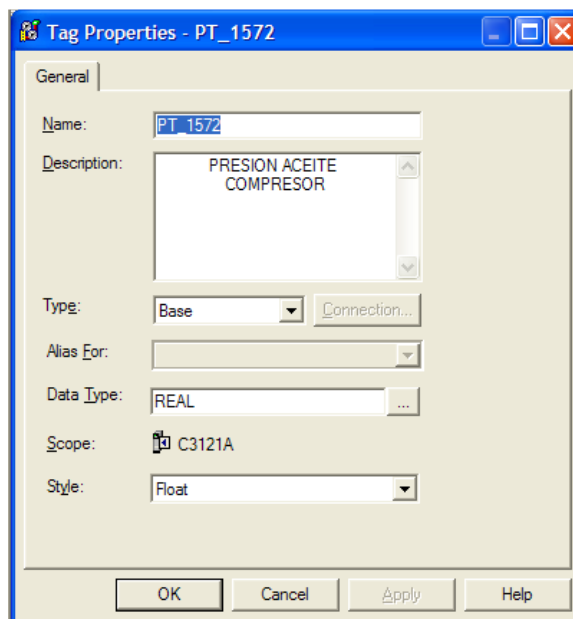 Tag Properties - PT_1572
General
Name: PT_1572
Description: PRESION ACEITE
COMPRESOR
Type: Base Connection...
Alias For:
Data Type: REAL ...
Scope: C3121A
Style: Float
OK Cancel Apply Help